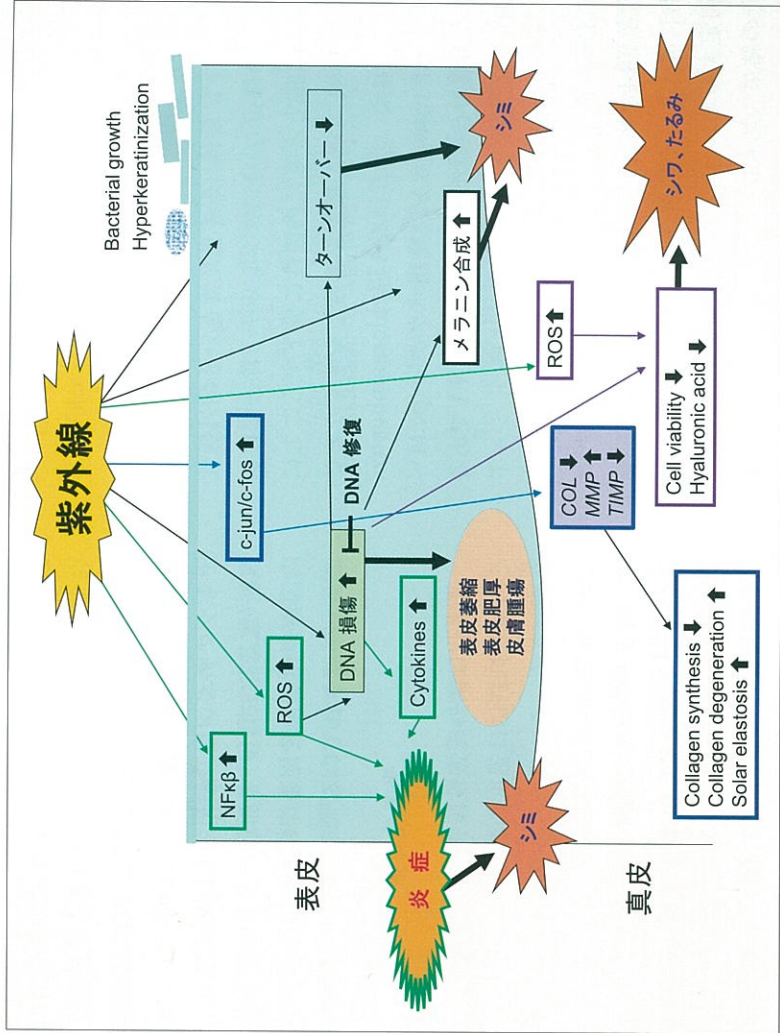 紫外線
Bacterial growth
Hyperkeratinization
表皮
NFκβ ⬆
ROS ⬆
c-jun/c-fos ⬆
DNA 損傷 ⬆
DNA 修復
ターンオーバー ⬇
Cytokines ⬆
炎 症
表皮萎縮
表皮肥厚
皮膚腫瘍
メラニン合成 ⬆
シミ
シミ
真皮
COL ⬇
MMP ⬆
TIMP ⬇
ROS ⬆
Collagen synthesis ⬇
Collagen degeneration ⬆
Solar elastosis ⬆
Cell viability ⬇
Hyaluronic acid ⬇
シワ、たるみ